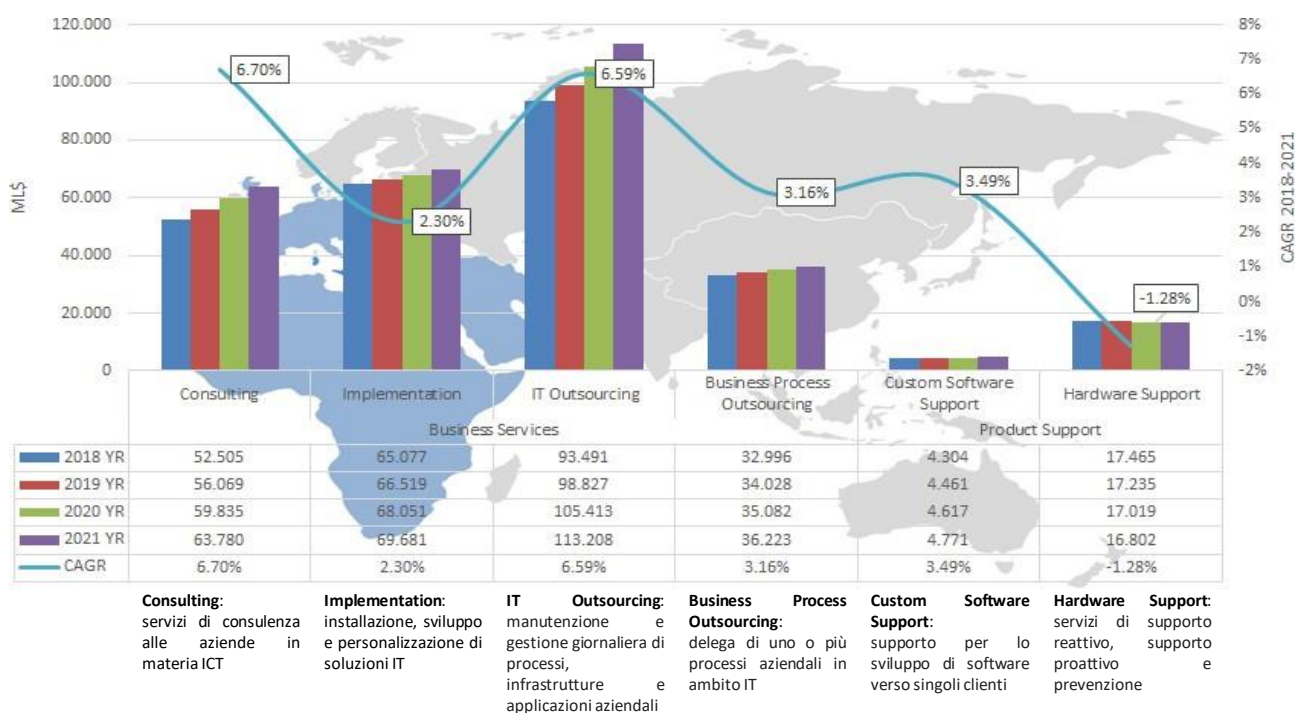 120.000
100.000
80.000
60.000
40.000
20.000
0
ML$
8%
7%
6%
5%
4%
3%
2%
1%
0%
-1%
-2%
CAGR 2018-2021
6.70%
2.30%
6.59%
3.16%
3.49%
-1.28%
Consulting Implementation IT Outsourcing Business Process Outsourcing Custom Software Support Hardware Support
Business Services Product Support
2018 YR 52.505 65.077 93.491 32.996 4.304 17.465
2019 YR 56.069 66.519 98.827 34.028 4.461 17.235
2020 YR 59.835 68.051 105.413 35.082 4.617 17.019
2021 YR 63.780 69.681 113.208 36.223 4.771 16.802
CAGR 6.70% 2.30% 6.59% 3.16% 3.49% -1.28%
Consulting:
servizi di consulenza
alle aziende in
materia ICT
Implementation:
installazione, sviluppo
e personalizzazione di
soluzioni IT
IT Outsourcing:
manutenzione e
gestione giornaliera di
processi,
infrastrutture e
applicazioni aziendali
Business Process
Outsourcing:
delega di uno o più
processi aziendali in
ambito IT
Custom Software
Support:
supporto per lo
sviluppo di software
verso singoli clienti
Hardware Support:
servizi di supporto
reattivo, supporto
proattivo e
prevenzione